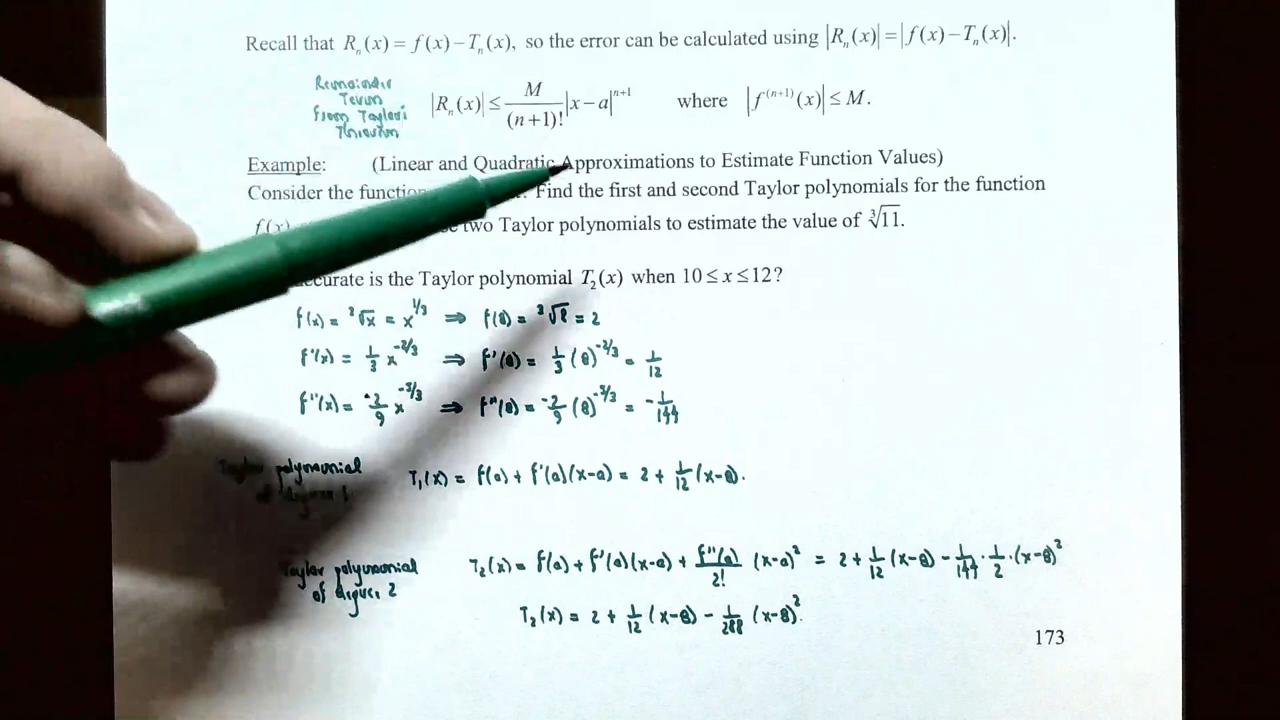 Recall that Rₙ(x) = f(x) − Tₙ(x), so the error can be calculated using |Rₙ(x)| = |f(x) − Tₙ(x)|.
Remainder
Term
from Taylor's
Theorem
|Rₙ(x)| ≤ M/(n+1)! |x − a|ⁿ⁺¹ where |f⁽ⁿ⁺¹⁾(x)| ≤ M.
Example: (Linear and Quadratic Approximations to Estimate Function Values)
Consider the function Find the first and second Taylor polynomials for the function
f(x) two Taylor polynomials to estimate the value of ∛11.
accurate is the Taylor polynomial T₂(x) when 10 ≤ x ≤ 12?
f(x) = ∛x = x^(1/3) ⇒ f(8) = ∛8 = 2
f'(x) = 1/3 x^(-2/3) ⇒ f'(8) = 1/3 (8)^(-2/3) = 1/12
f''(x) = -2/9 x^(-5/3) ⇒ f''(8) = -2/9 (8)^(-5/3) = -1/144
Taylor polynomial
of degree 1
T₁(x) = f(a) + f'(a)(x-a) = 2 + 1/12 (x-8).
Taylor polynomial
of degree 2
T₂(x) = f(a) + f'(a)(x-a) + f''(a)/2! (x-a)² = 2 + 1/12 (x-8) - 1/144 · 1/2 · (x-8)²
T₂(x) = 2 + 1/12 (x-8) - 1/288 (x-8)².
173